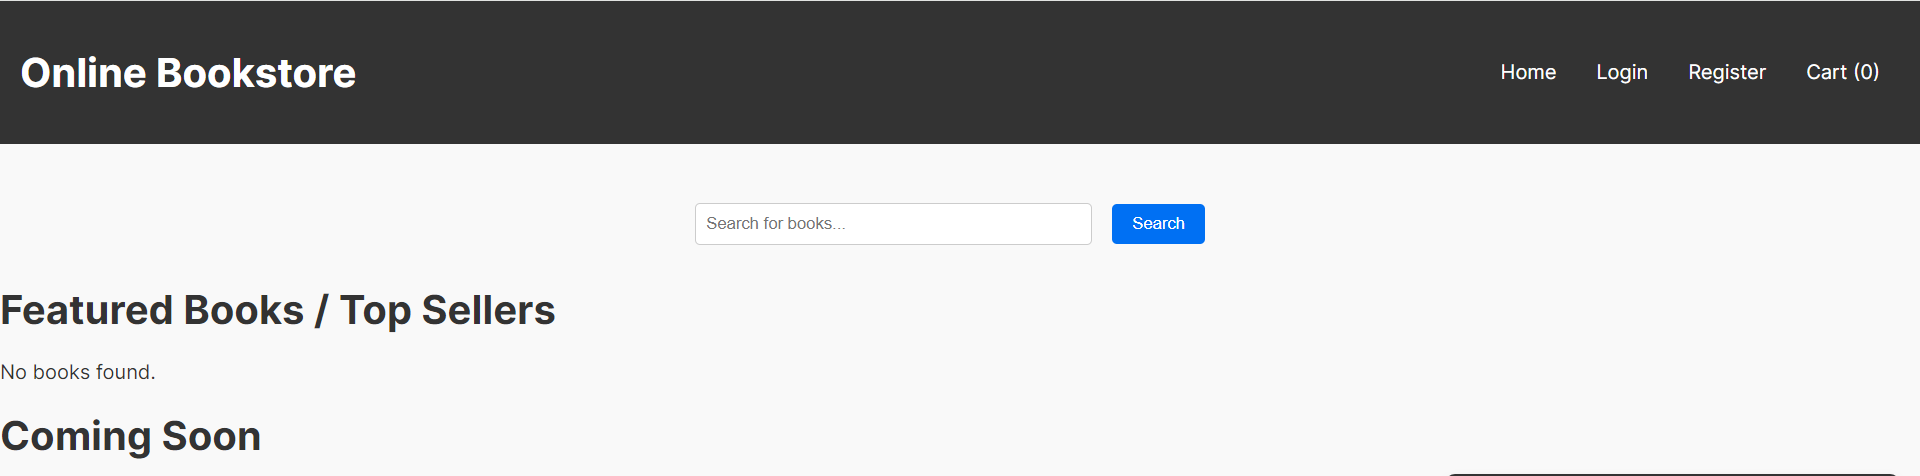 Online Bookstore
Home Login Register Cart (0)
Search for books...
Search
Featured Books / Top Sellers
No books found.
Coming Soon